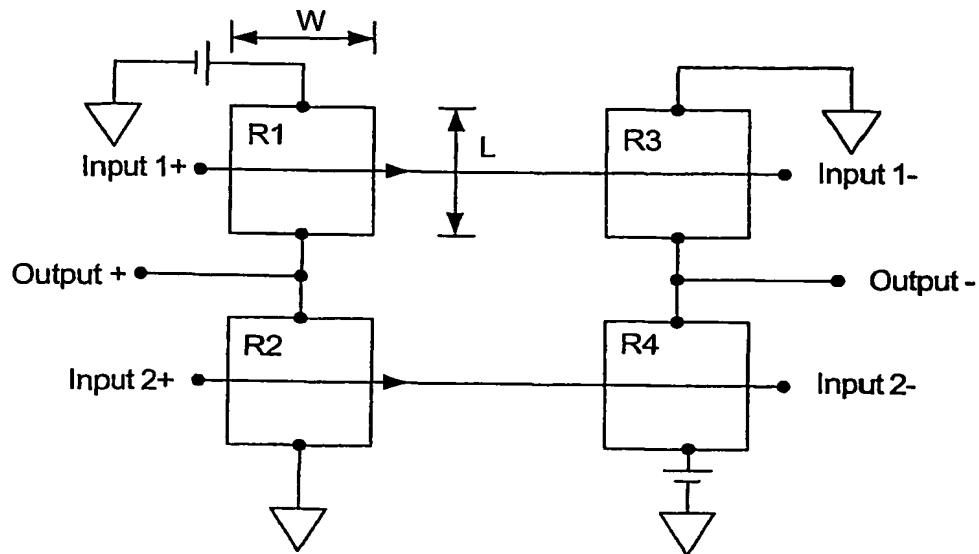 W
R1
L
R3
Input 1+
Input 1-
Output +
Output -
R2
R4
Input 2+
Input 2-